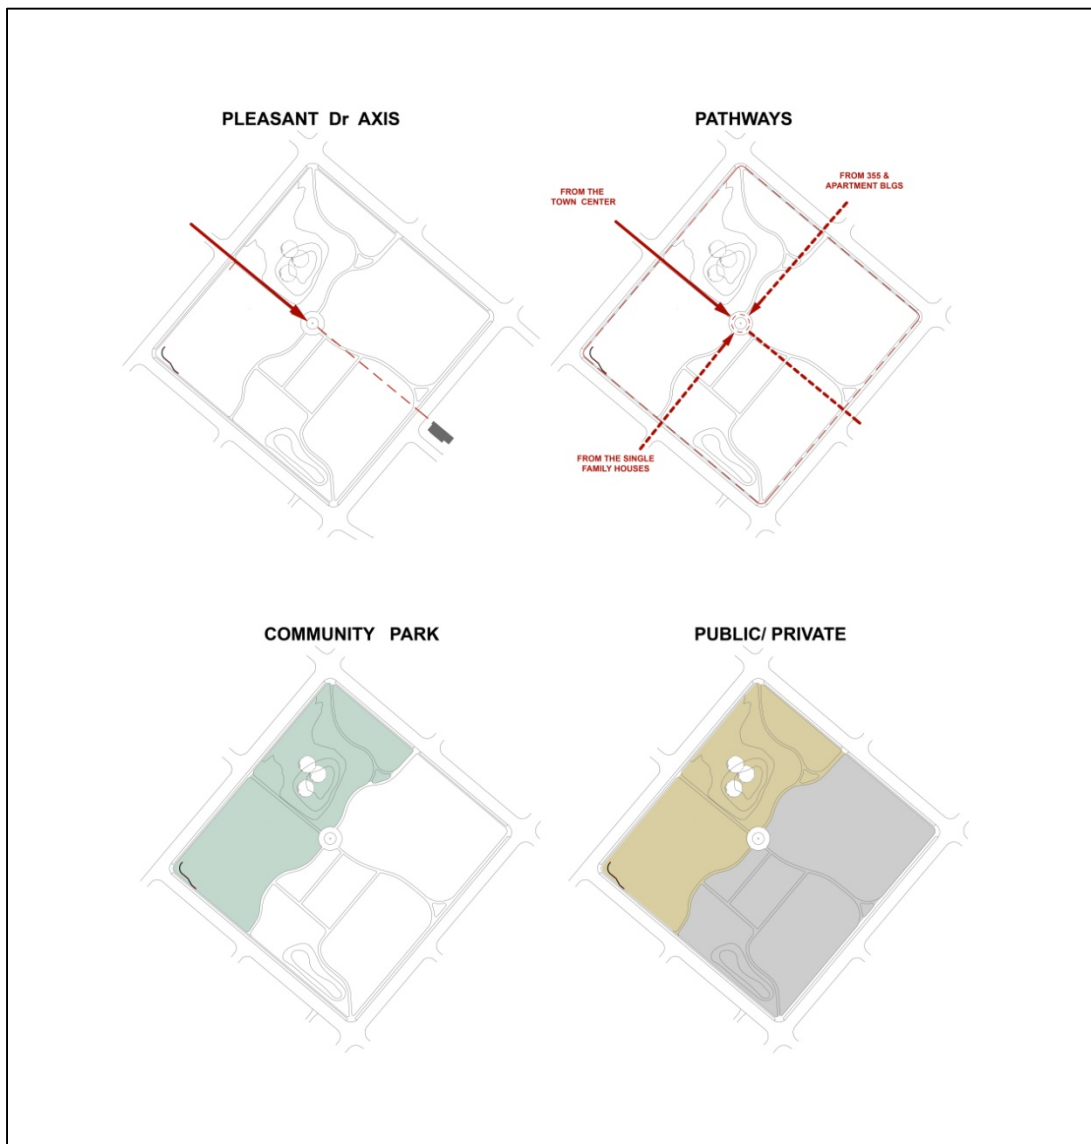 PLEASANT Dr AXIS
PATHWAYS
FROM THE
TOWN CENTER
FROM 355 &
APARTMENT BLGS
FROM THE SINGLE
FAMILY HOUSES
COMMUNITY PARK
PUBLIC/ PRIVATE